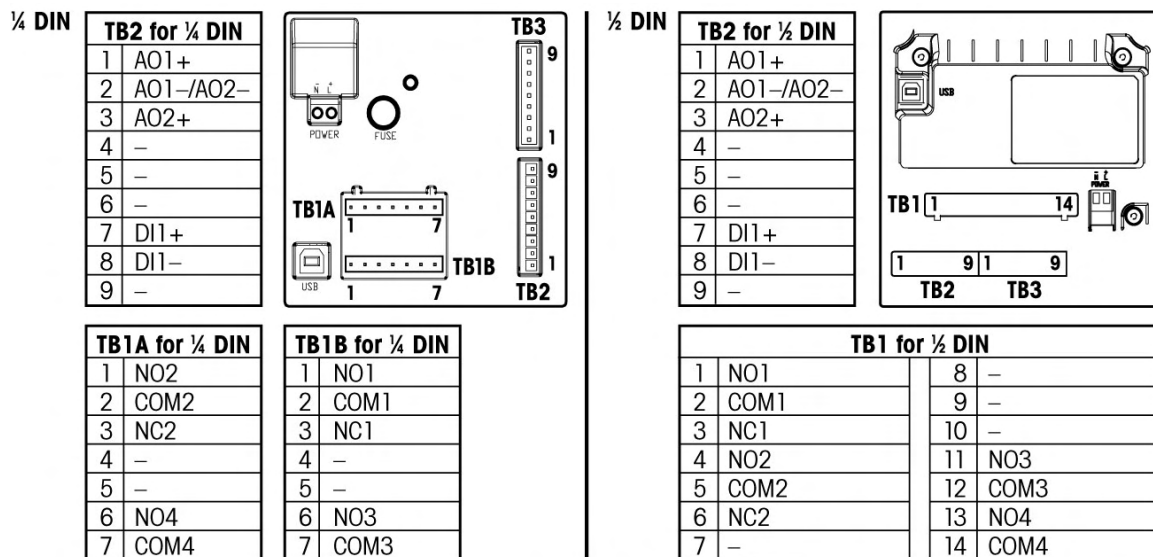 ¼ DIN
TB2 for ¼ DIN
1 AO1+
2 AO1–/AO2–
3 AO2+
4 –
5 –
6 –
7 DI1+
8 DI1–
9 –
N L
POWER
FUSE
TB3
9
1
9
1
TB2
TB1A
1 7
USB
TB1B
1 7
TB1A for ¼ DIN
1 NO2
2 COM2
3 NC2
4 –
5 –
6 NO4
7 COM4
TB1B for ¼ DIN
1 NO1
2 COM1
3 NC1
4 –
5 –
6 NO3
7 COM3
½ DIN
TB2 for ½ DIN
1 AO1+
2 AO1–/AO2–
3 AO2+
4 –
5 –
6 –
7 DI1+
8 DI1–
9 –
USB
N L
POWER
TB1 1 14
1 9 1 9
TB2 TB3
TB1 for ½ DIN
1 NO1 8 –
2 COM1 9 –
3 NC1 10 –
4 NO2 11 NO3
5 COM2 12 COM3
6 NC2 13 NO4
7 – 14 COM4